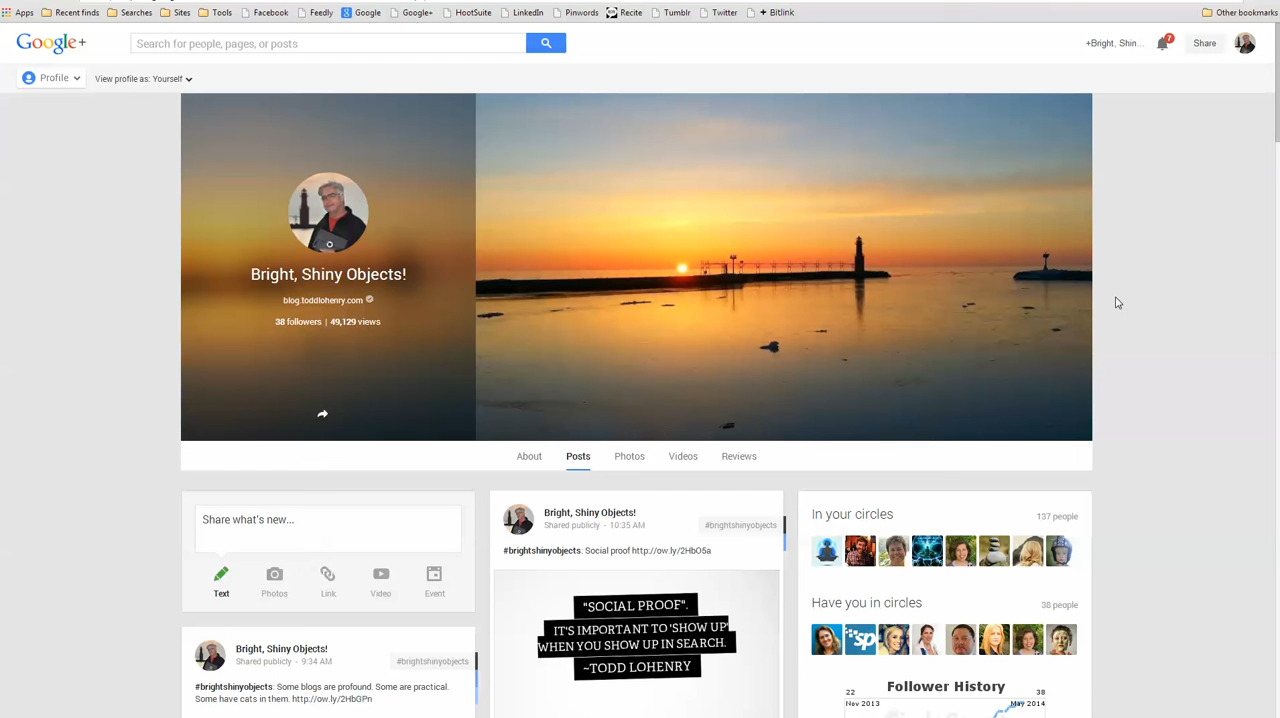 Apps Recent finds Searches Sites Tools Facebook Feedly Google Google+ HootSuite LinkedIn Pinwords Recite Tumblr Twitter + Bitlink Other bookmarks
Google+ Search for people, pages, or posts +Bright, Shin... 7 Share
Profile View profile as: Yourself
Bright, Shiny Objects!
blog.toddlohenry.com
38 followers | 49,129 views
About Posts Photos Videos Reviews
Share what's new...
Text Photos Link Video Event
Bright, Shiny Objects!
Shared publicly - 9:34 AM #brightshinyobjects
#brightshinyobjects: Some blogs are profound. Some are practical.
Some have cats in them. http://ow.ly/2HbGPn
Bright, Shiny Objects!
Shared publicly - 10:35 AM #brightshinyobjects
#brightshinyobjects: Social proof http://ow.ly/2HbO5a
"SOCIAL PROOF".
IT'S IMPORTANT TO 'SHOW UP'
WHEN YOU SHOW UP IN SEARCH.
~TODD LOHENRY
In your circles 137 people
Have you in circles 38 people
Follower History
22 38
Nov 2013 May 2014